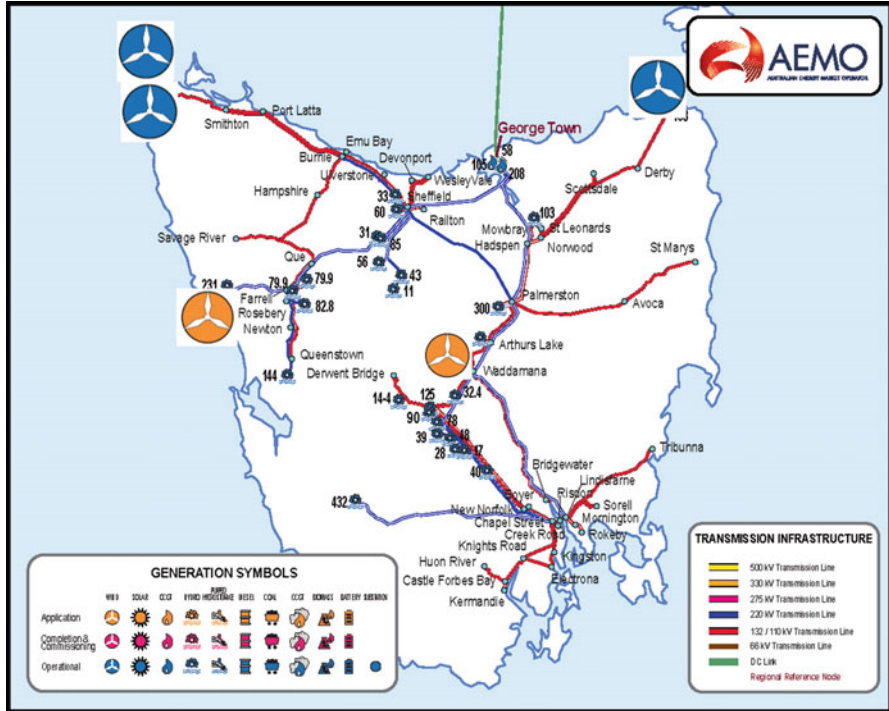 AEMO
AUSTRALIAN ENERGY MARKET OPERATOR
Port Latta
Smithton
Emu Bay
Burnie
Devonport
Ulverstone
Wesley Vale
George Town
58
105
208
Derby
Scottsdale
Hampshire
33
Sheffield
60
Railton
103
St Leonards
Mowbray
Hadspen
Norwood
Savage River
31
85
St Marys
Que
56
43
11
231
79.9
79.9
Farrell
Rosebery
82.8
Newton
300
Palmerston
Avoca
Arthurs Lake
Queenstown
144
Derwent Bridge
Waddamana
14-4
125
32.4
90
78
39
48
28
17
40
Tribunna
Bridgewater
Lindisfarne
Risdon
432
Boyer
New Norfolk
Sorell
Chapel Street
Mornington
Creek Road
Rokeby
Knights Road
Kingston
Huon River
Electrona
Castle Forbes Bay
Kermandie
GENERATION SYMBOLS
WIND SOLAR CCGT HYDRO DIESEL COAL OCGT BIOMASS BATTERY
Application
Completion &
Commissioning
Operational
TRANSMISSION INFRASTRUCTURE
500 kV Transmission Line
330 kV Transmission Line
275 kV Transmission Line
220 kV Transmission Line
132 / 110 kV Transmission Line
66 kV Transmission Line
DC Link
Regional Reference Node